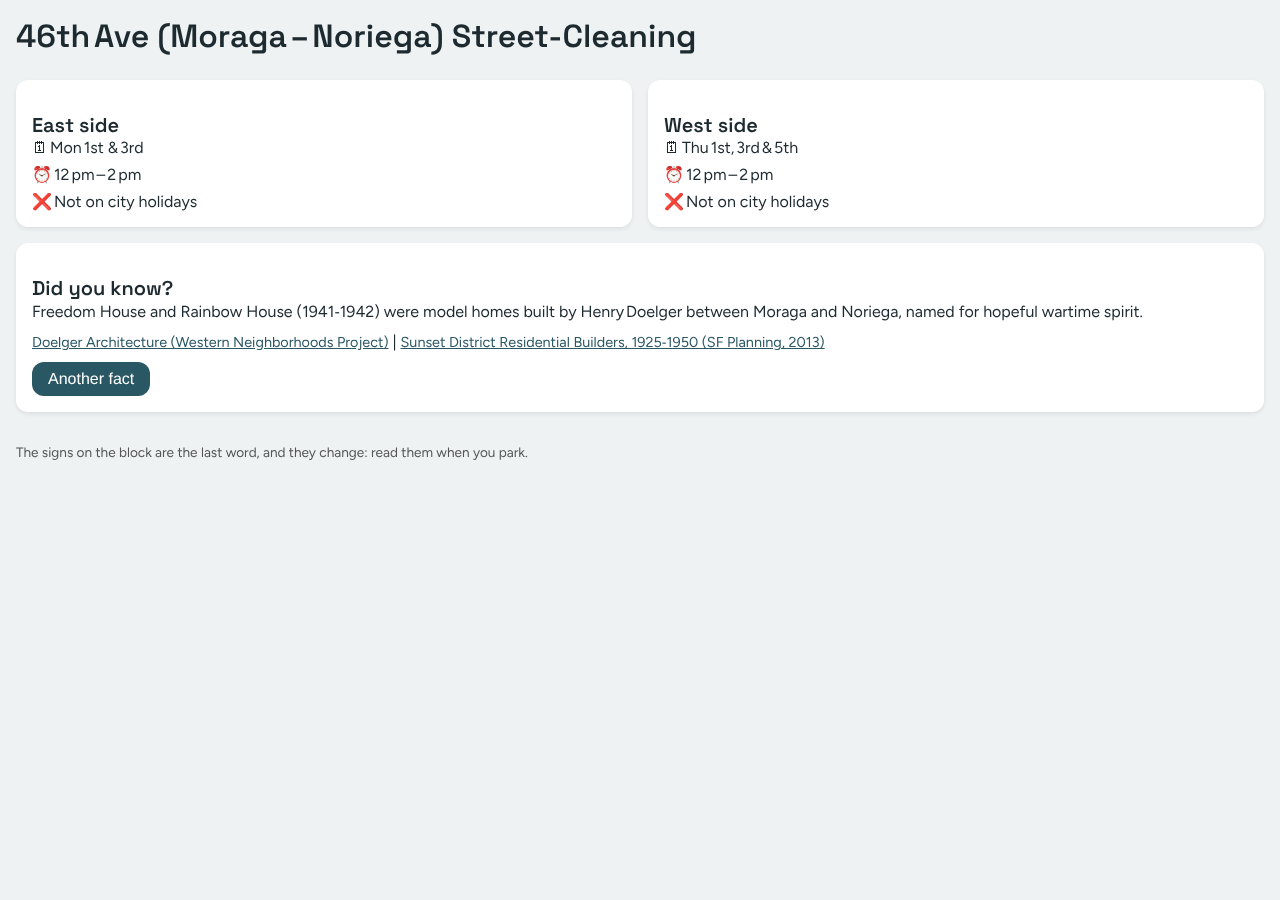 46th Ave (Moraga – Noriega) Street-Cleaning
East side
🗓 Mon 1st & 3rd
⏰ 12 pm – 2 pm
❌ Not on city holidays
West side
🗓 Thu 1st, 3rd & 5th
⏰ 12 pm – 2 pm
❌ Not on city holidays
Did you know?
Freedom House and Rainbow House (1941-1942) were model homes built by Henry Doelger between Moraga and Noriega, named for hopeful wartime spirit.
Doelger Architecture (Western Neighborhoods Project) | Sunset District Residential Builders, 1925-1950 (SF Planning, 2013)
Another fact
The signs on the block are the last word, and they change: read them when you park.